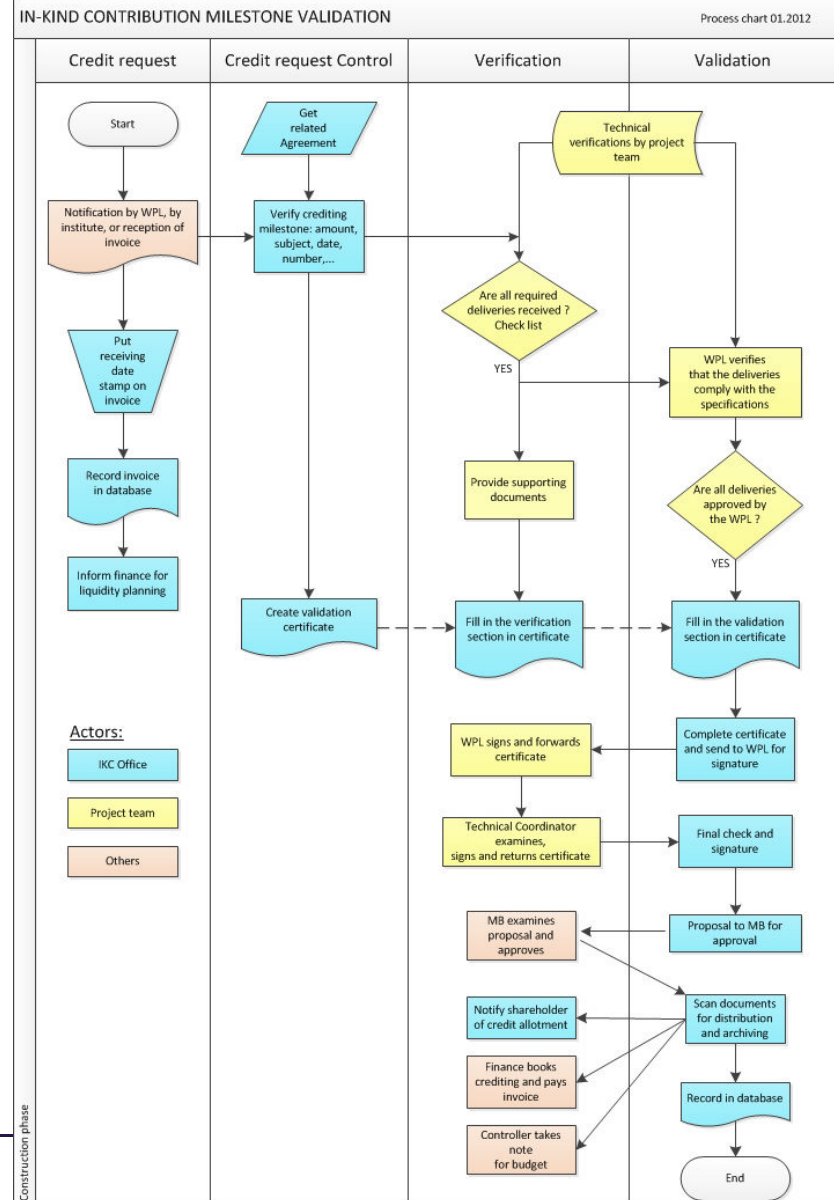 IN-KIND CONTRIBUTION MILESTONE VALIDATION
Process chart 01.2012
Credit request
Credit request Control
Verification
Validation
Start
Get
related
Agreement
Technical
verifications by project
team
Notification by WPL, by
institute, or reception of
invoice
Verify crediting
milestone: amount,
subject, date,
number,...
Are all required
deliveries received ?
Check list
YES
Put
receiving
date
stamp on
invoice
WPL verifies
that the deliveries
comply with the
specifications
Record invoice
in database
Provide supporting
documents
Are all deliveries
approved by
the WPL ?
YES
Inform finance for
liquidity planning
Create validation
certificate
Fill in the verification
section in certificate
Fill in the validation
section in certificate
Actors:
IKC Office
Project team
Others
WPL signs and forwards
certificate
Complete certificate
and send to WPL for
signature
Technical Coordinator
examines,
signs and returns certificate
Final check and
signature
MB examines
proposal and
approves
Proposal to MB for
approval
Notify shareholder
of credit allotment
Scan documents
for distribution
and archiving
Finance books
crediting and pays
invoice
Record in database
Controller takes
note
for budget
End
Construction phase